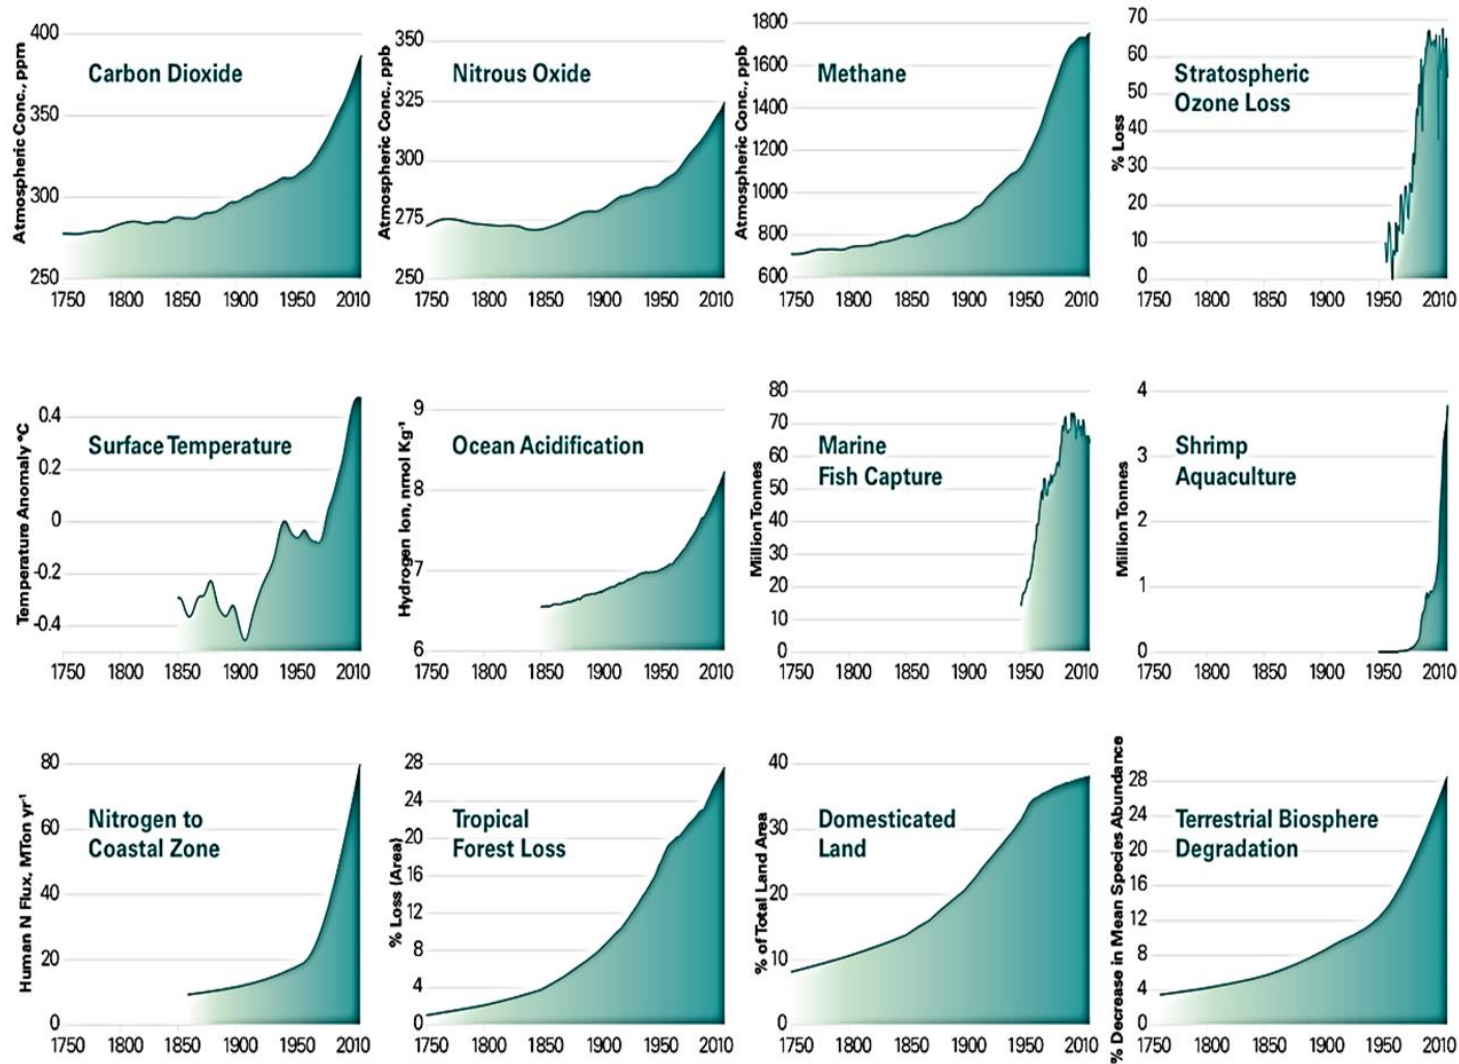 Atmospheric Conc., ppm
400
350
300
250
Carbon Dioxide
1750 1800 1850 1900 1950 2010
Atmospheric Conc., ppb
350
325
300
275
250
Nitrous Oxide
1750 1800 1850 1900 1950 2010
Atmospheric Conc., ppb
1800
1600
1400
1200
1000
800
600
Methane
1750 1800 1850 1900 1950 2010
% Loss
70
60
50
40
30
20
10
0
Stratospheric
Ozone Loss
1750 1800 1850 1900 1950 2010
Temperature Anomaly °C
0.4
0.2
0
-0.2
-0.4
Surface Temperature
1750 1800 1850 1900 1950 2010
Hydrogen Ion, nmol Kg⁻¹
9
8
7
6
Ocean Acidification
1750 1800 1850 1900 1950 2010
Million Tonnes
80
70
60
50
40
30
20
10
0
Marine
Fish Capture
1750 1800 1850 1900 1950 2010
Million Tonnes
4
3
2
1
0
Shrimp
Aquaculture
1750 1800 1850 1900 1950 2010
Human N Flux, MTon yr⁻¹
80
60
40
20
0
Nitrogen to
Coastal Zone
1750 1800 1850 1900 1950 2010
% Loss (Area)
28
24
20
16
12
8
4
0
Tropical
Forest Loss
1750 1800 1850 1900 1950 2010
% of Total Land Area
40
30
20
10
0
Domesticated
Land
1750 1800 1850 1900 1950 2010
% Decrease in Mean Species Abundance
28
24
20
16
12
8
4
0
Terrestrial Biosphere
Degradation
1750 1800 1850 1900 1950 2010